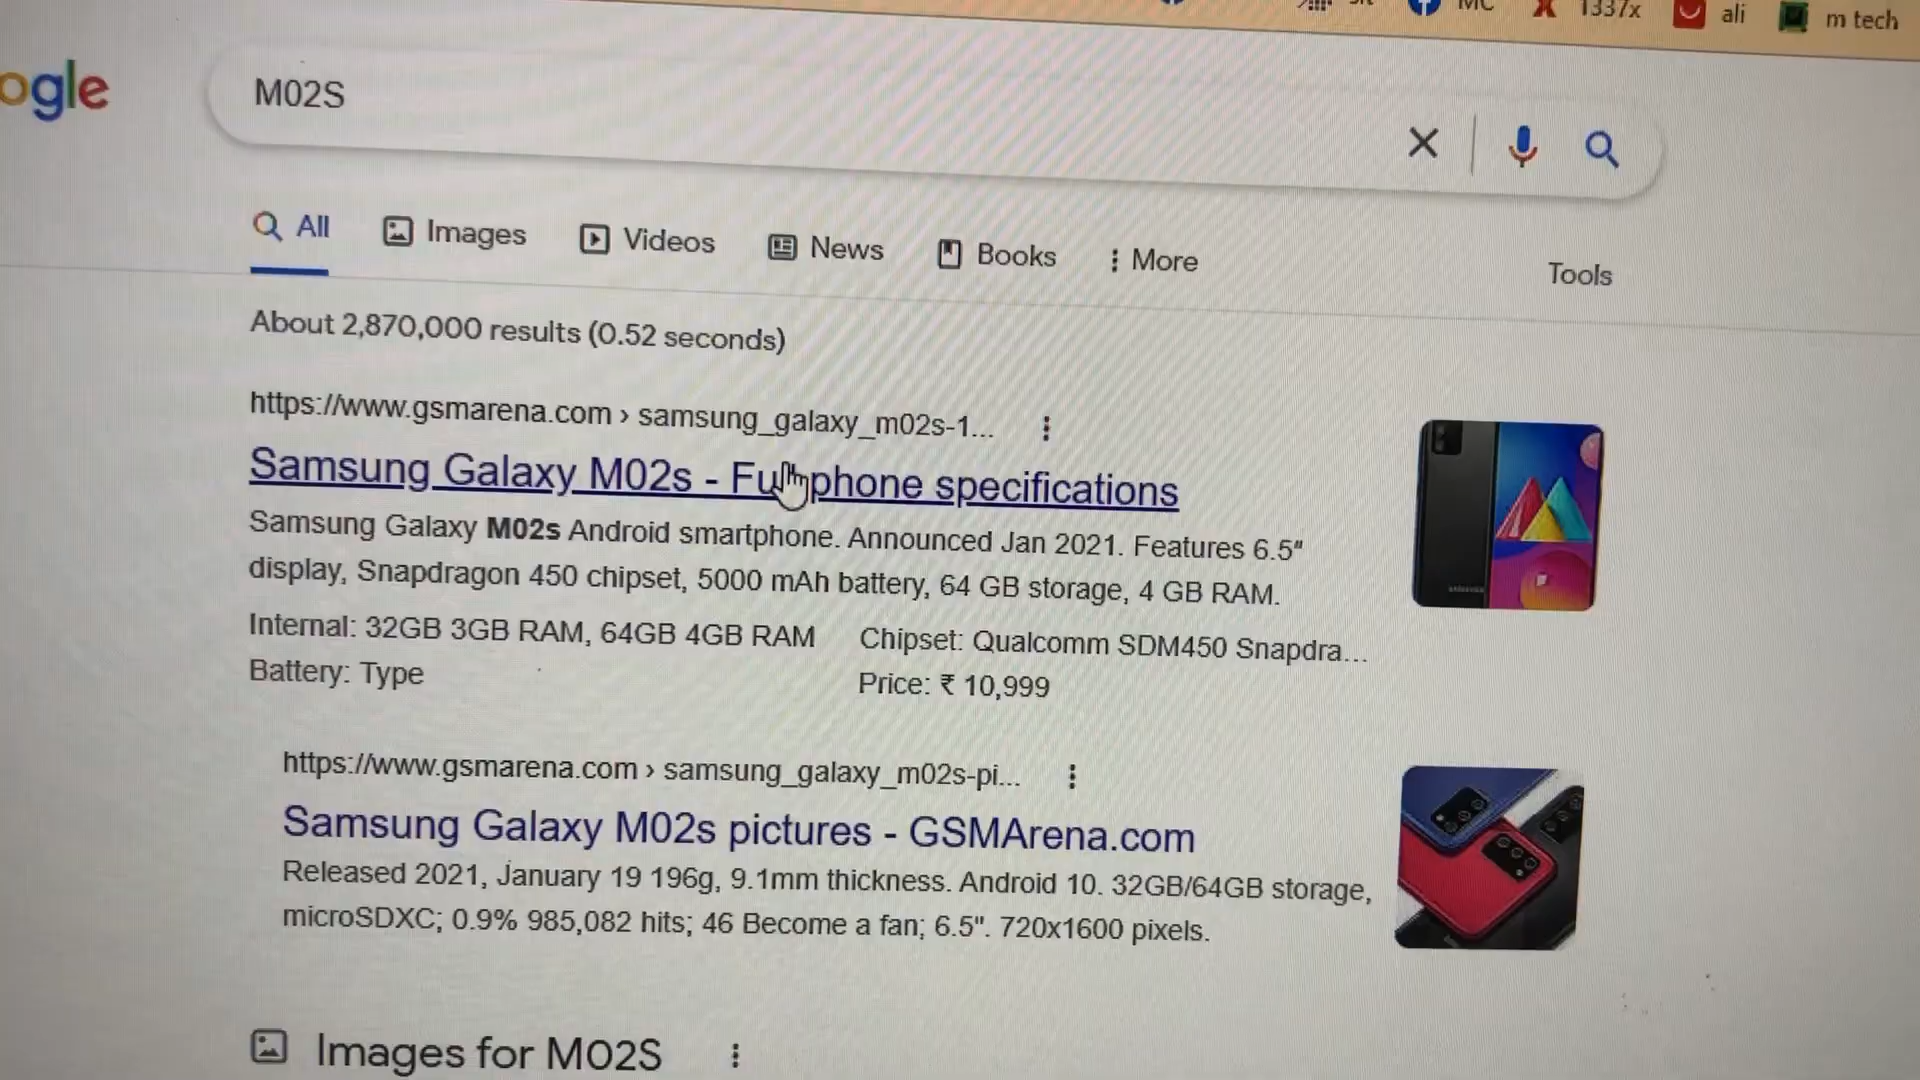 1337x
ali
m tech
ogle
M02S
All
Images
Videos
News
Books
More
Tools
About 2,870,000 results (0.52 seconds)
https://www.gsmarena.com › samsung_galaxy_m02s-1...
Samsung Galaxy M02s - Full phone specifications
Samsung Galaxy M02s Android smartphone. Announced Jan 2021. Features 6.5″
display, Snapdragon 450 chipset, 5000 mAh battery, 64 GB storage, 4 GB RAM.
Internal: 32GB 3GB RAM, 64GB 4GB RAM
Chipset: Qualcomm SDM450 Snapdra...
Battery: Type
Price: ₹ 10,999
https://www.gsmarena.com › samsung_galaxy_m02s-pi...
Samsung Galaxy M02s pictures - GSMArena.com
Released 2021, January 19 196g, 9.1mm thickness. Android 10. 32GB/64GB storage,
microSDXC; 0.9% 985,082 hits; 46 Become a fan; 6.5". 720x1600 pixels.
Images for M02S